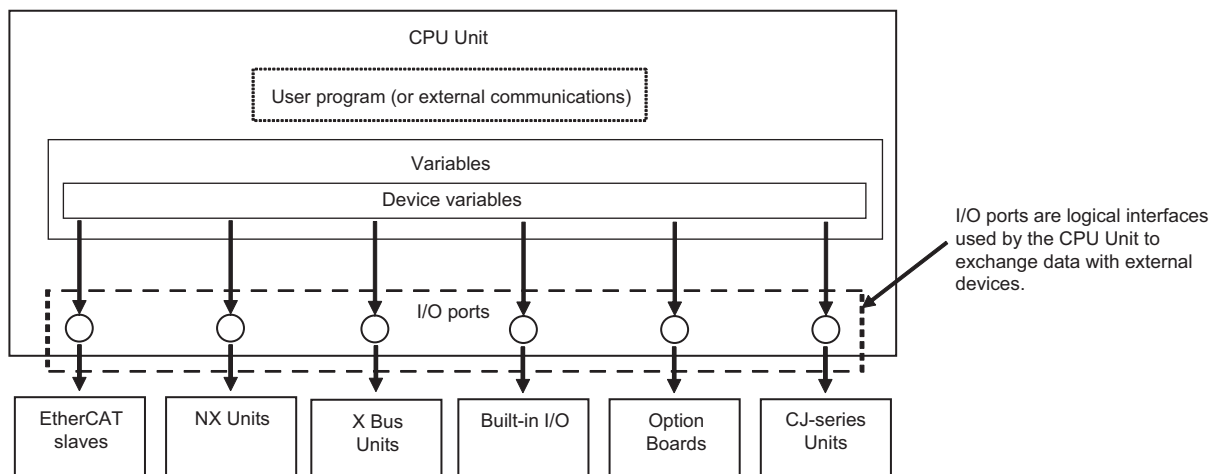 CPU Unit
User program (or external communications)
Variables
Device variables
I/O ports are logical interfaces
used by the CPU Unit to
exchange data with external
devices.
I/O ports
EtherCAT
slaves
NX Units
X Bus
Units
Built-in I/O
Option
Boards
CJ-series
Units